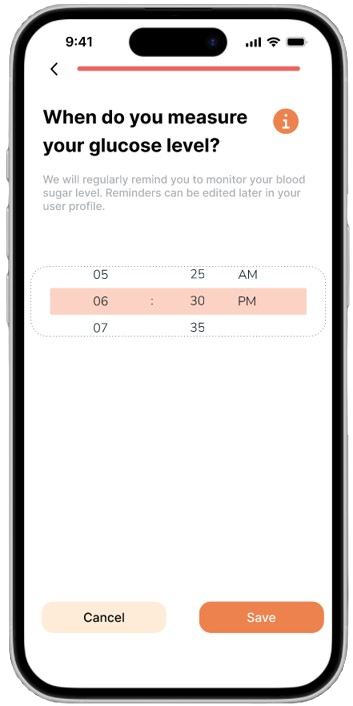 9:41
When do you measure
your glucose level?
i
We will regularly remind you to monitor your blood
sugar level. Reminders can be edited later in your
user profile.
05 25 AM
06 : 30 PM
07 35
Cancel Save